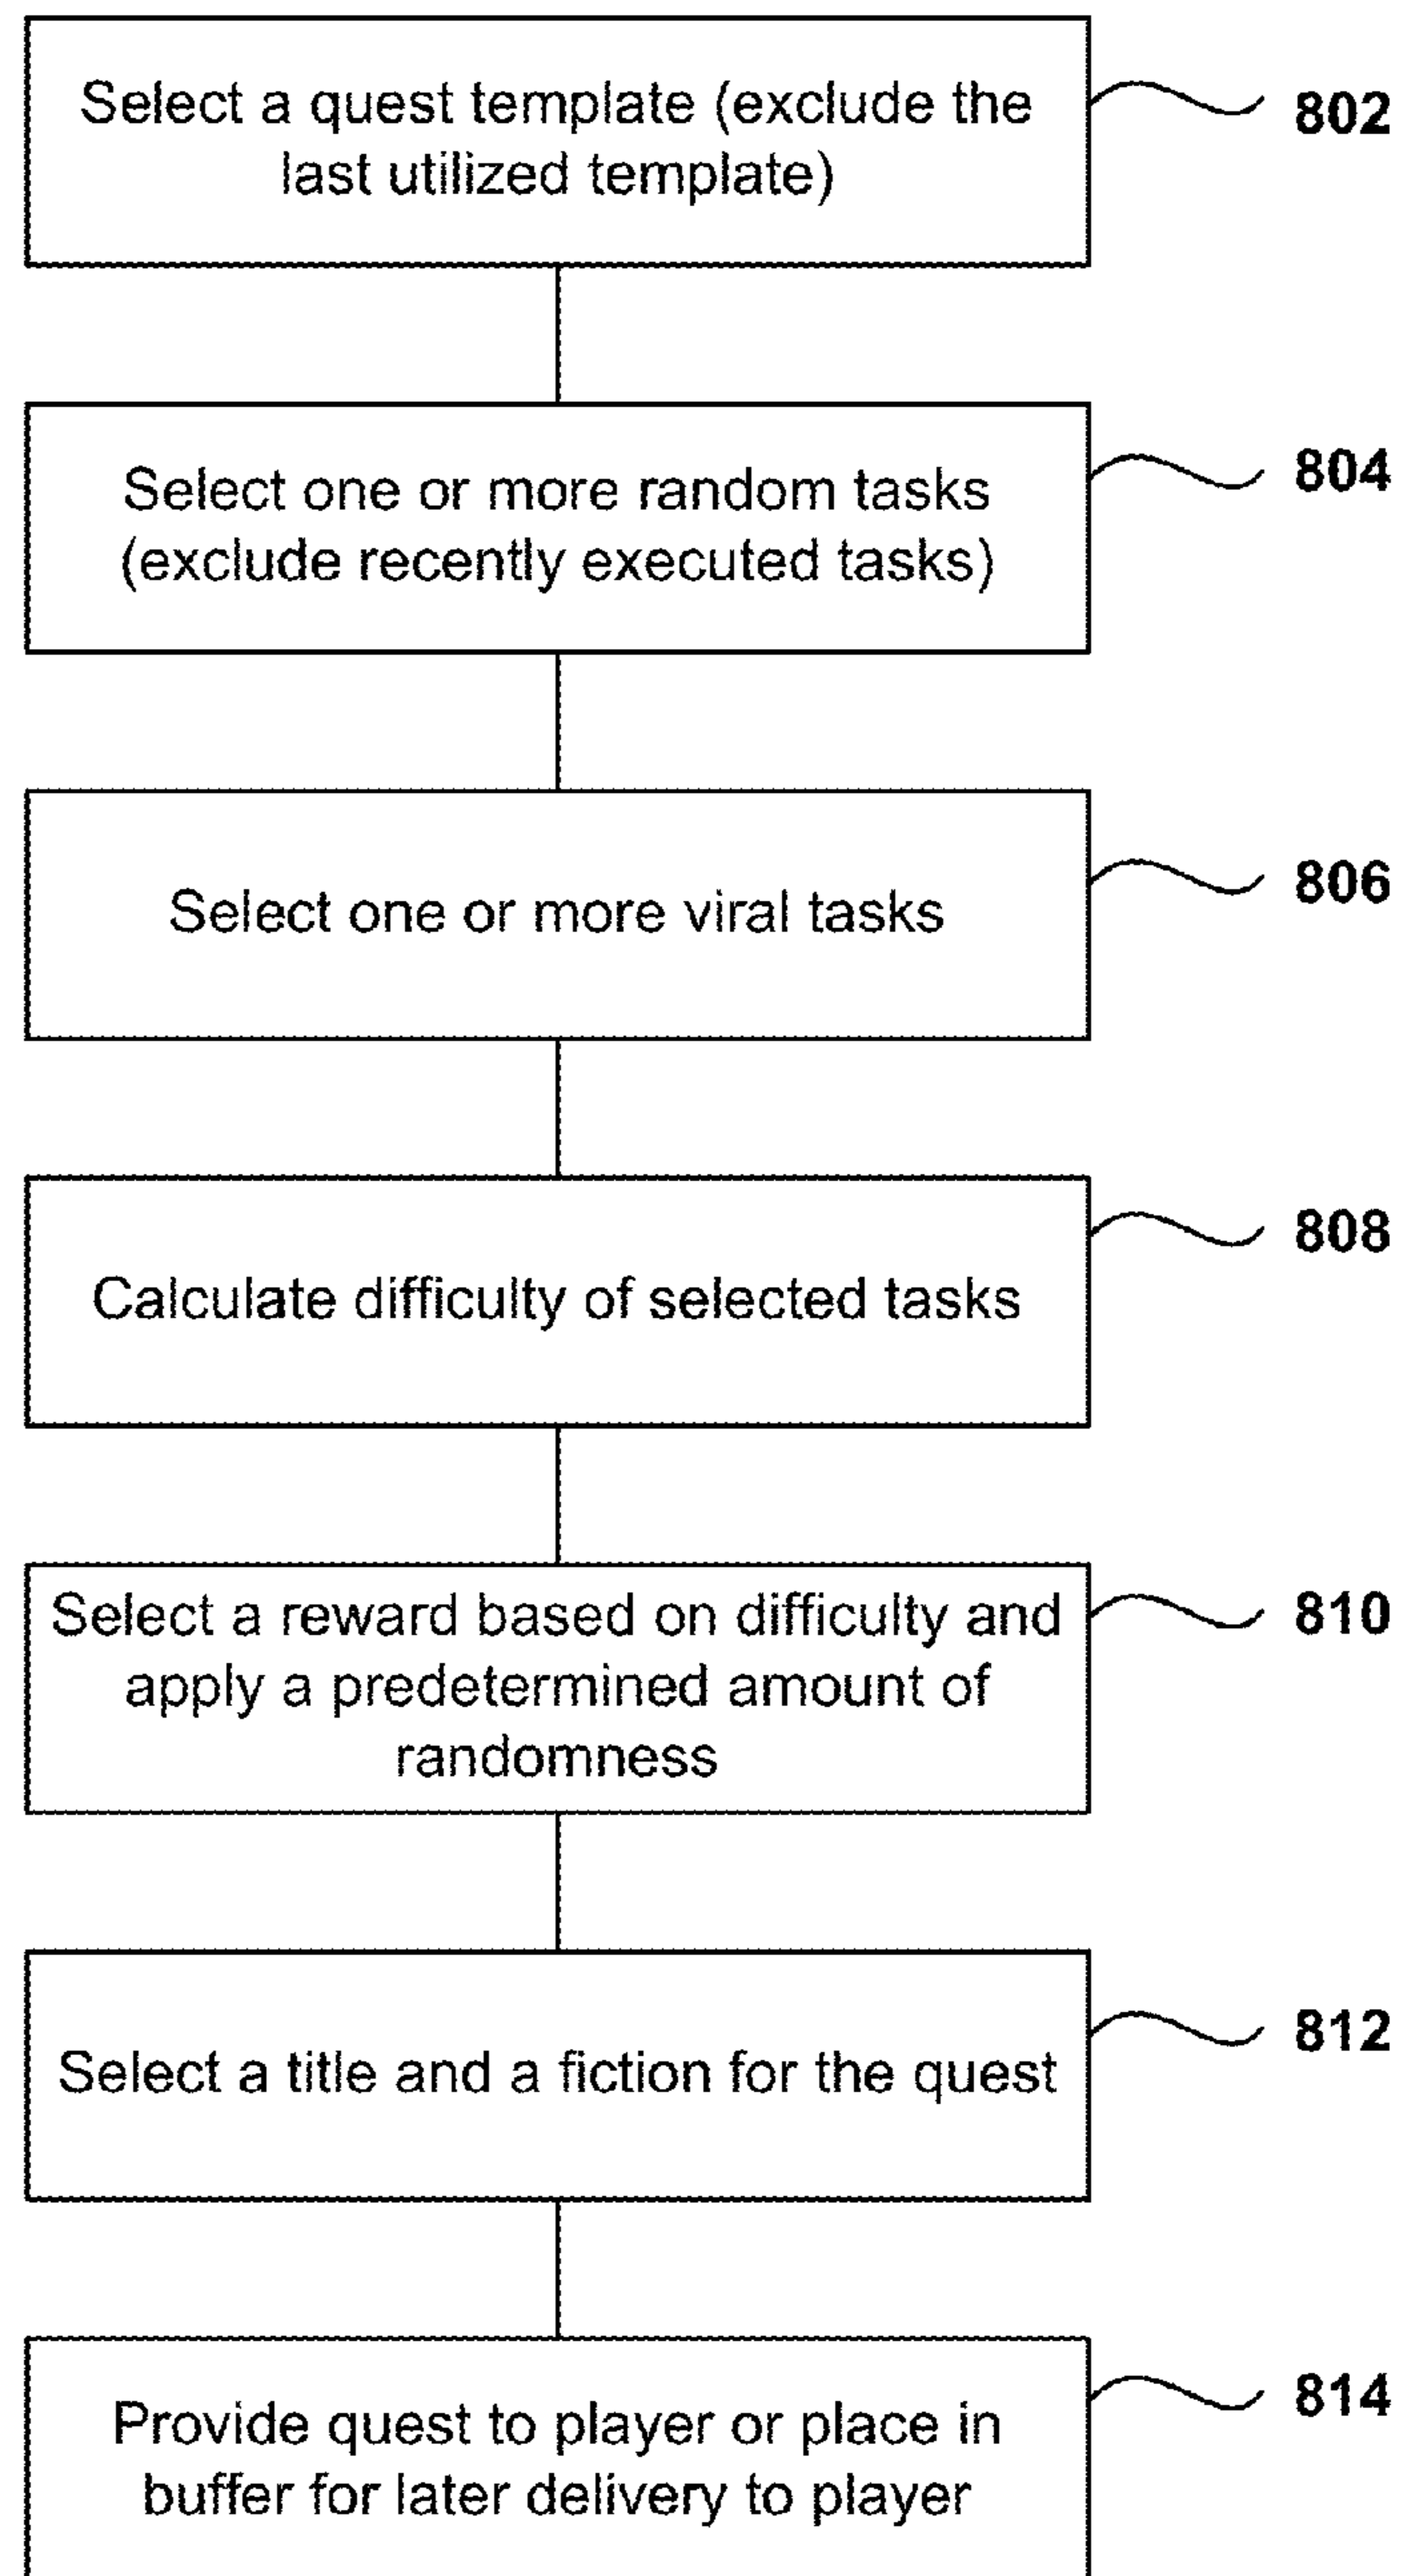 Select a quest template (exclude the
last utilized template)
802
Select one or more random tasks
(exclude recently executed tasks)
804
Select one or more viral tasks
806
Calculate difficulty of selected tasks
808
Select a reward based on difficulty and
apply a predetermined amount of
randomness
810
Select a title and a fiction for the quest
812
Provide quest to player or place in
buffer for later delivery to player
814